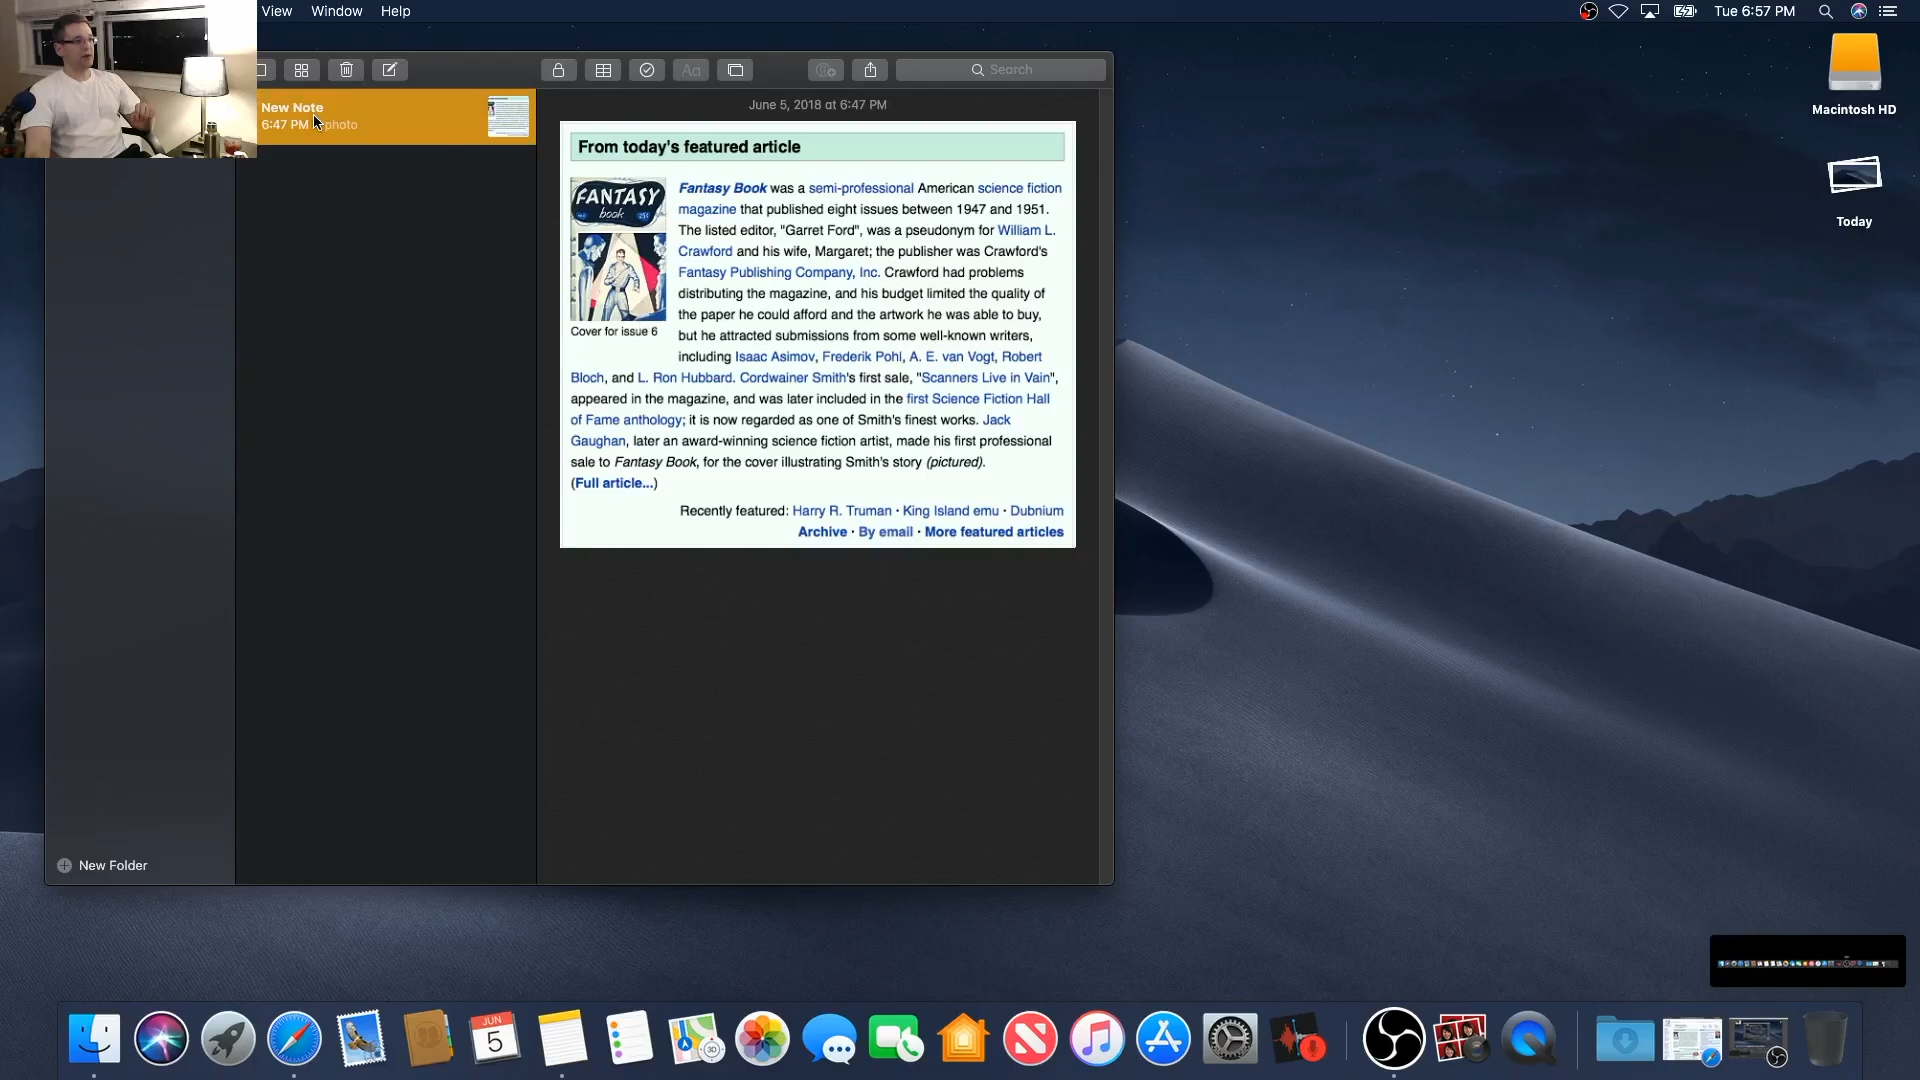 View Window Help
Tue 6:57 PM
Search
New Note
6:47 PM photo
June 5, 2018 at 6:47 PM
Macintosh HD
Today
From today's featured article
FANTASY
book
Cover for issue 6
Fantasy Book was a semi-professional American science fiction
magazine that published eight issues between 1947 and 1951.
The listed editor, "Garret Ford", was a pseudonym for William L.
Crawford and his wife, Margaret; the publisher was Crawford's
Fantasy Publishing Company, Inc. Crawford had problems
distributing the magazine, and his budget limited the quality of
the paper he could afford and the artwork he was able to buy,
but he attracted submissions from some well-known writers,
including Isaac Asimov, Frederik Pohl, A. E. van Vogt, Robert
Bloch, and L. Ron Hubbard. Cordwainer Smith's first sale, "Scanners Live in Vain",
appeared in the magazine, and was later included in the first Science Fiction Hall
of Fame anthology; it is now regarded as one of Smith's finest works. Jack
Gaughan, later an award-winning science fiction artist, made his first professional
sale to Fantasy Book, for the cover illustrating Smith's story (pictured).
(Full article...)
Recently featured: Harry R. Truman · King Island emu · Dubnium
Archive · By email · More featured articles
New Folder
JUN
5
3D